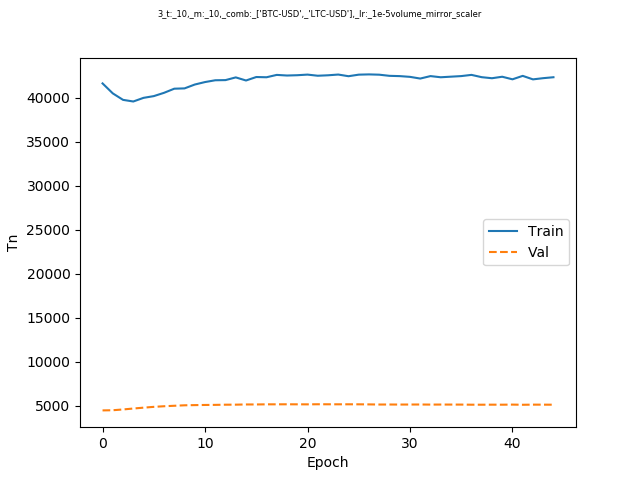 3_t:_10,_m:_10,_comb:_['BTC-USD',_'LTC-USD'],_lr:_1e-5volume_mirror_scaler
40000
35000
30000
25000
20000
15000
10000
5000
Tn
Train
Val
0 10 20 30 40
Epoch